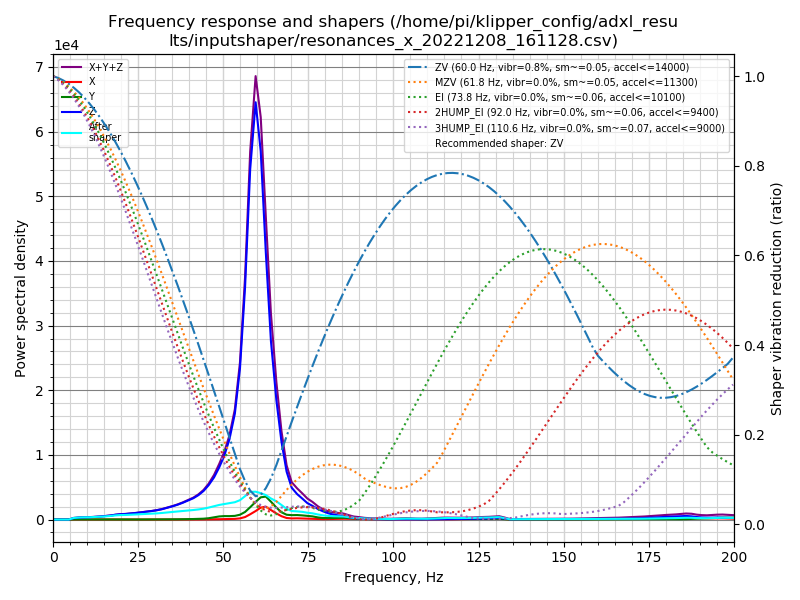 Frequency response and shapers (/home/pi/klipper_config/adxl_resu
lts/inputshaper/resonances_x_20221208_161128.csv)
1e4
7
6
5
4
3
2
1
0
Power spectral density
X+Y+Z
X
Y
Z
After
shaper
ZV (60.0 Hz, vibr=0.8%, sm~=0.05, accel<=14000)
MZV (61.8 Hz, vibr=0.0%, sm~=0.05, accel<=11300)
EI (73.8 Hz, vibr=0.0%, sm~=0.06, accel<=10100)
2HUMP_EI (92.0 Hz, vibr=0.0%, sm~=0.06, accel<=9400)
3HUMP_EI (110.6 Hz, vibr=0.0%, sm~=0.07, accel<=9000)
Recommended shaper: ZV
1.0
0.8
0.6
0.4
0.2
0.0
Shaper vibration reduction (ratio)
0 25 50 75 100 125 150 175 200
Frequency, Hz